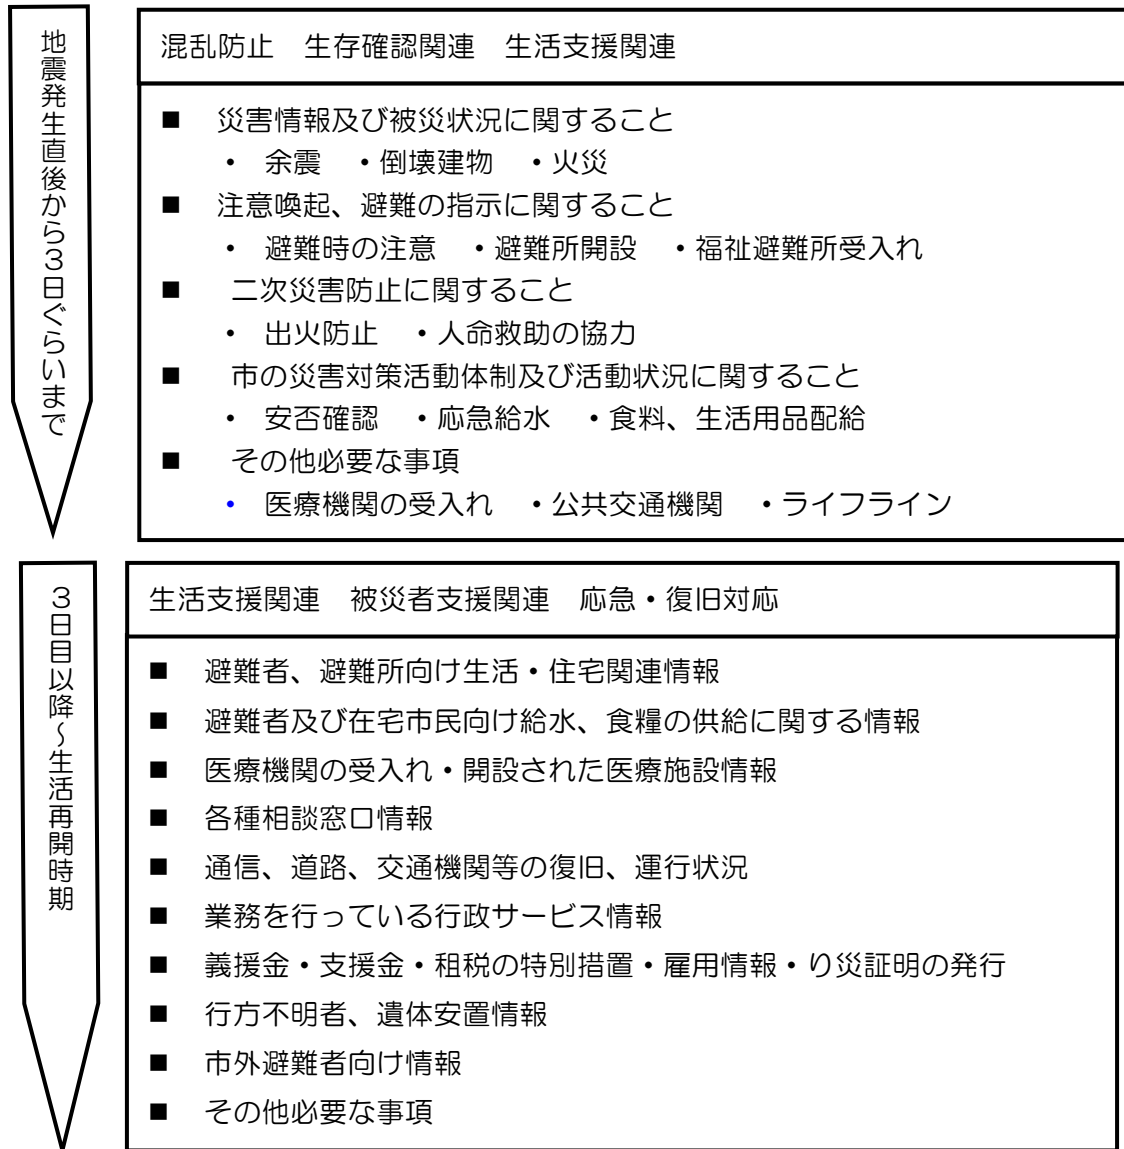 地震発生直後から３日ぐらいまで
混乱防止　生存確認関連　生活支援関連
■　災害情報及び被災状況に関すること
・　余震　・倒壊建物　・火災
■　注意喚起、避難の指示に関すること
・　避難時の注意　・避難所開設　・福祉避難所受入れ
■　二次災害防止に関すること
・　出火防止　・人命救助の協力
■　市の災害対策活動体制及び活動状況に関すること
・　安否確認　・応急給水　・食料、生活用品配給
■　その他必要な事項
・　医療機関の受入れ　・公共交通機関　・ライフライン
３日目以降～生活再開時期
生活支援関連　被災者支援関連　応急・復旧対応
■　避難者、避難所向け生活・住宅関連情報
■　避難者及び在宅市民向け給水、食糧の供給に関する情報
■　医療機関の受入れ・開設された医療施設情報
■　各種相談窓口情報
■　通信、道路、交通機関等の復旧、運行状況
■　業務を行っている行政サービス情報
■　義援金・支援金・租税の特別措置・雇用情報・り災証明の発行
■　行方不明者、遺体安置情報
■　市外避難者向け情報
■　その他必要な事項